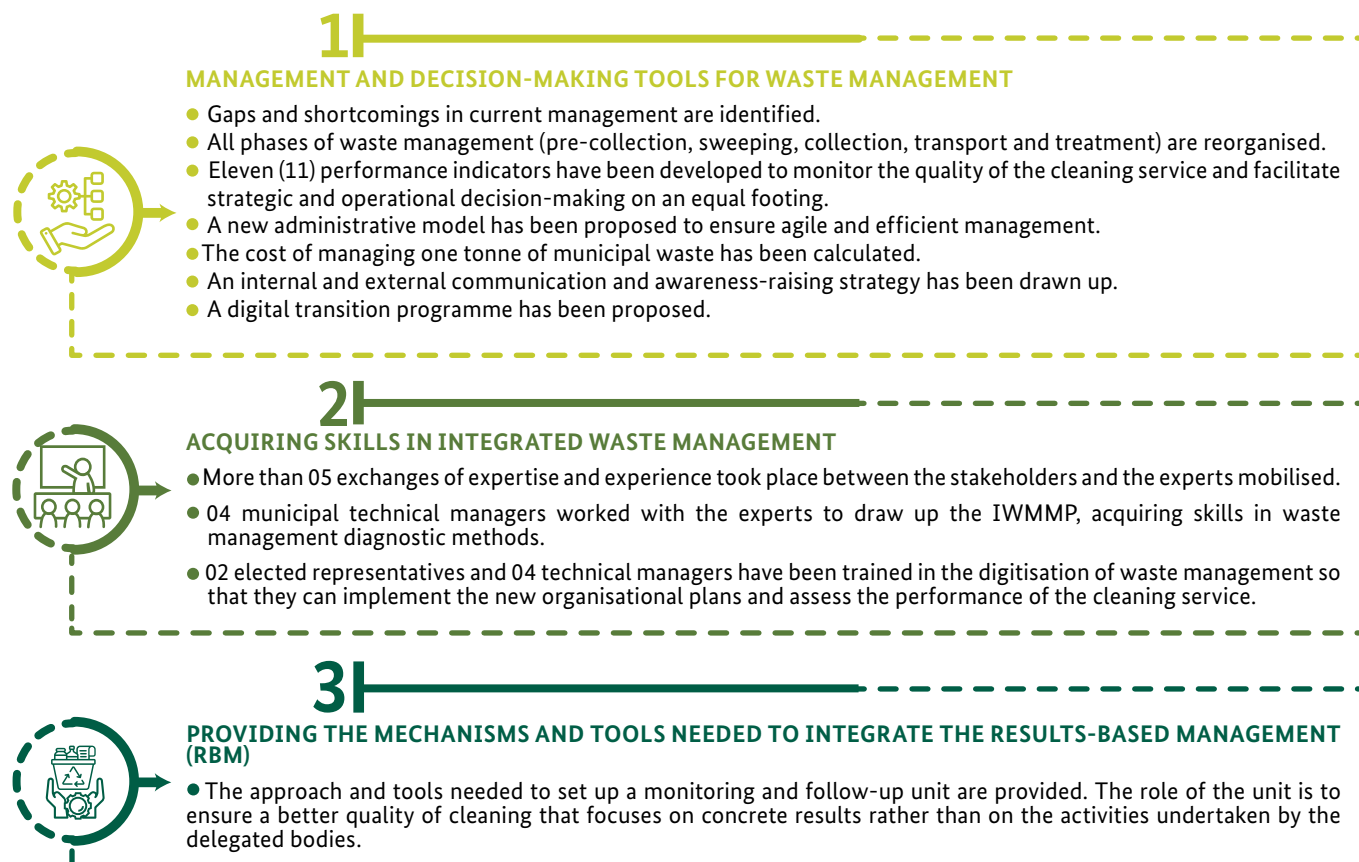 1
MANAGEMENT AND DECISION-MAKING TOOLS FOR WASTE MANAGEMENT
● Gaps and shortcomings in current management are identified.
● All phases of waste management (pre-collection, sweeping, collection, transport and treatment) are reorganised.
● Eleven (11) performance indicators have been developed to monitor the quality of the cleaning service and facilitate
strategic and operational decision-making on an equal footing.
● A new administrative model has been proposed to ensure agile and efficient management.
● The cost of managing one tonne of municipal waste has been calculated.
● An internal and external communication and awareness-raising strategy has been drawn up.
● A digital transition programme has been proposed.
2
ACQUIRING SKILLS IN INTEGRATED WASTE MANAGEMENT
● More than 05 exchanges of expertise and experience took place between the stakeholders and the experts mobilised.
● 04 municipal technical managers worked with the experts to draw up the IWMMP, acquiring skills in waste
management diagnostic methods.
● 02 elected representatives and 04 technical managers have been trained in the digitisation of waste management so
that they can implement the new organisational plans and assess the performance of the cleaning service.
3
PROVIDING THE MECHANISMS AND TOOLS NEEDED TO INTEGRATE THE RESULTS-BASED MANAGEMENT
(RBM)
● The approach and tools needed to set up a monitoring and follow-up unit are provided. The role of the unit is to
ensure a better quality of cleaning that focuses on concrete results rather than on the activities undertaken by the
delegated bodies.